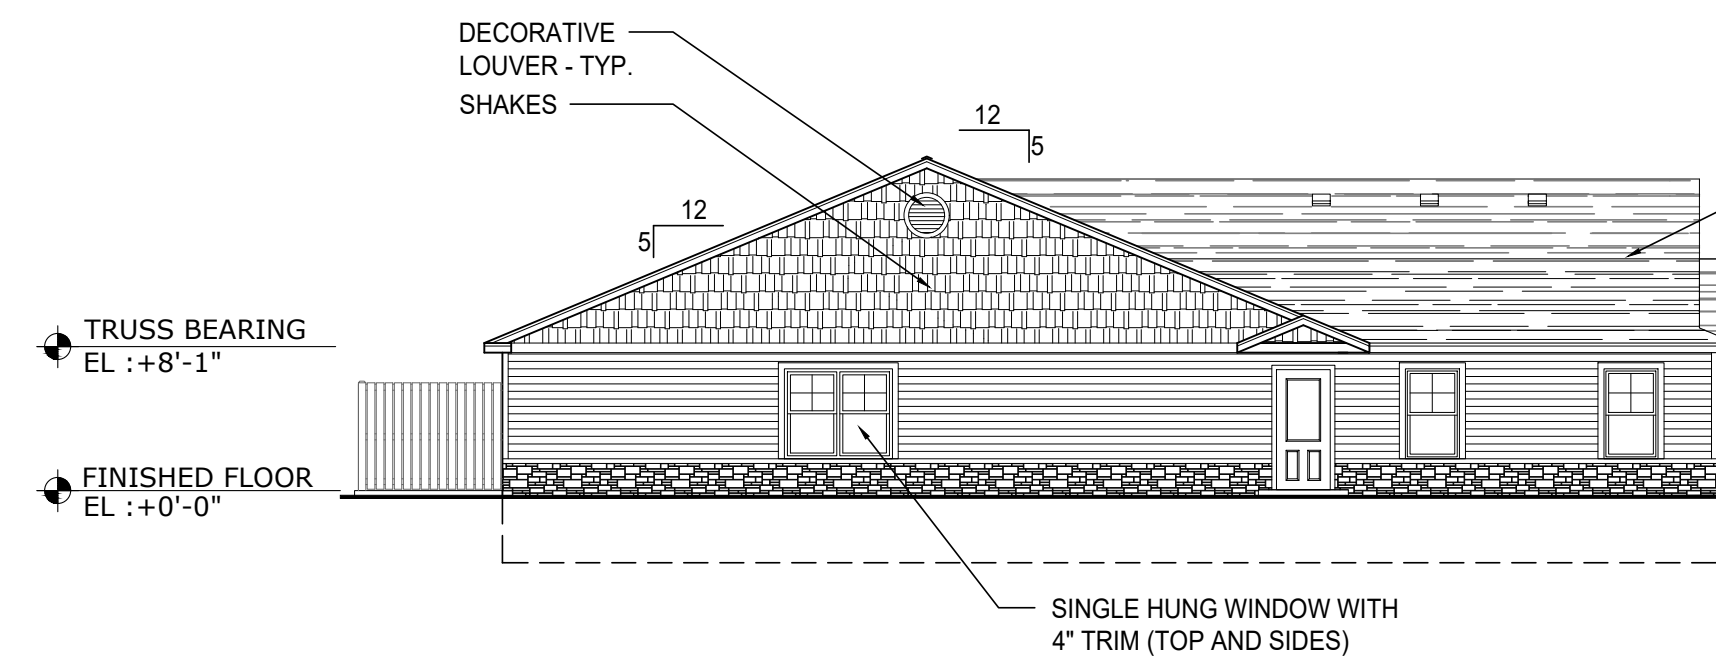 DECORATIVE
LOUVER - TYP.
SHAKES
12
5
12
5
TRUSS BEARING
EL :+8'-1"
FINISHED FLOOR
EL :+0'-0"
SINGLE HUNG WINDOW WITH
4" TRIM (TOP AND SIDES)